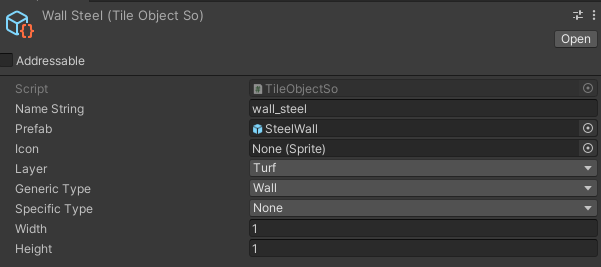 Wall Steel (Tile Object So)
Open
Addressable
Script TileObjectSo
Name String wall_steel
Prefab SteelWall
Icon None (Sprite)
Layer Turf
Generic Type Wall
Specific Type None
Width 1
Height 1